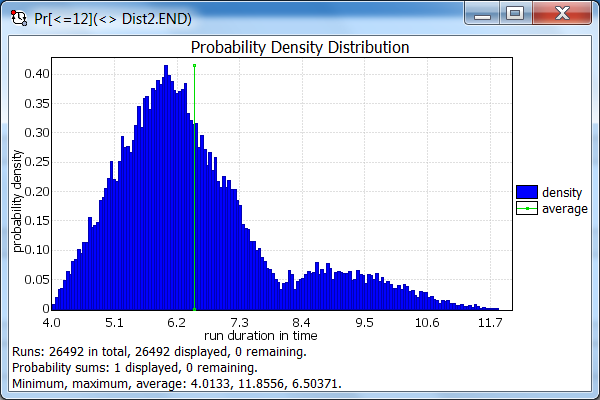 Pr[<=12](<> Dist2.END)
Probability Density Distribution
probability density
0.40
0.35
0.30
0.25
0.20
0.15
0.10
0.05
0
4.0 5.1 6.2 7.3 8.4 9.5 10.6 11.7
run duration in time
density
average
Runs: 26492 in total, 26492 displayed, 0 remaining.
Probability sums: 1 displayed, 0 remaining.
Minimum, maximum, average: 4.0133, 11.8556, 6.50371.